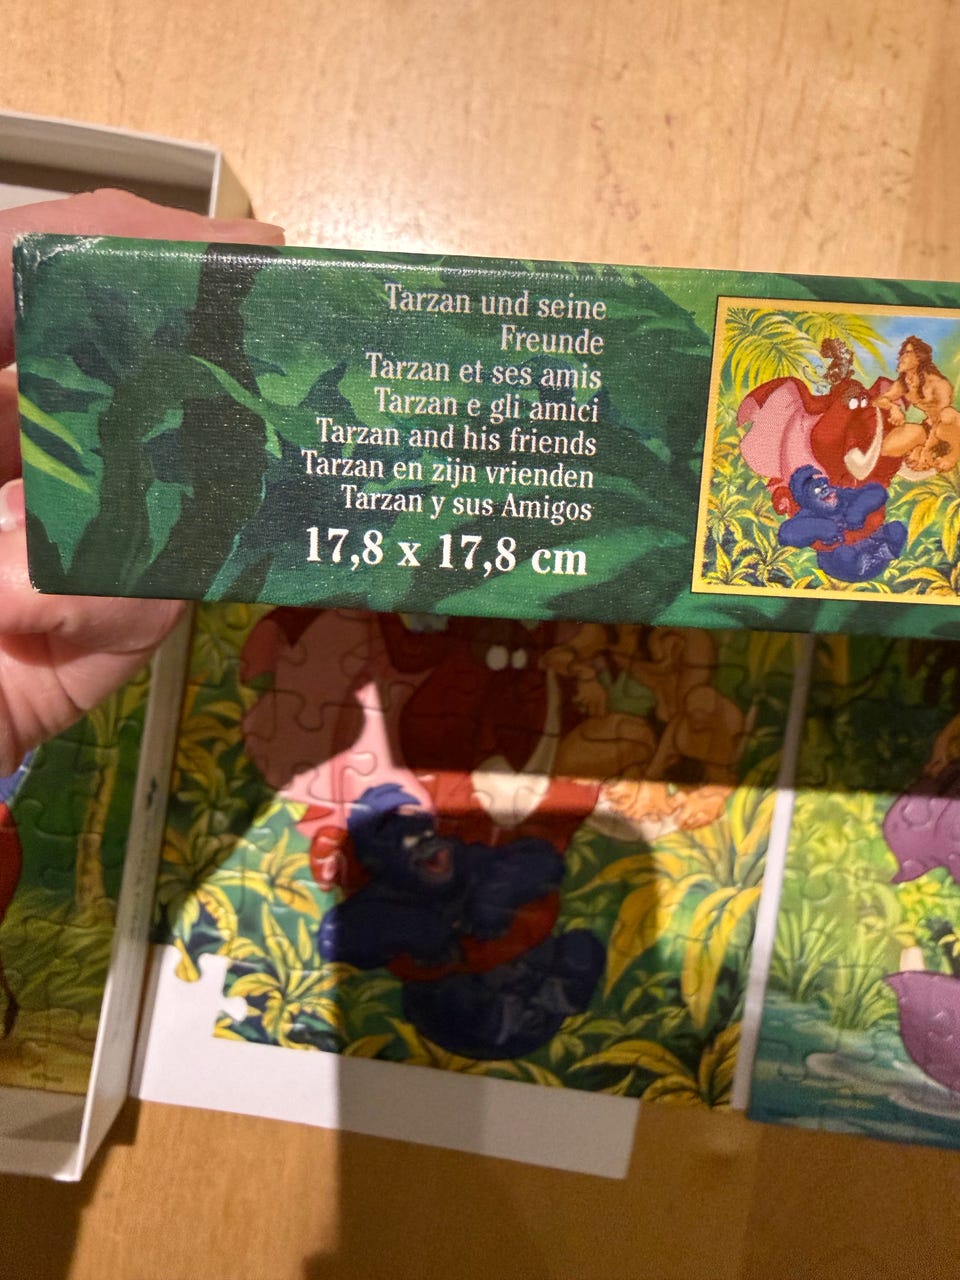 Tarzan und seine
Freunde
Tarzan et ses amis
Tarzan e gli amici
Tarzan and his friends
Tarzan en zijn vrienden
Tarzan y sus Amigos
17,8 x 17,8 cm